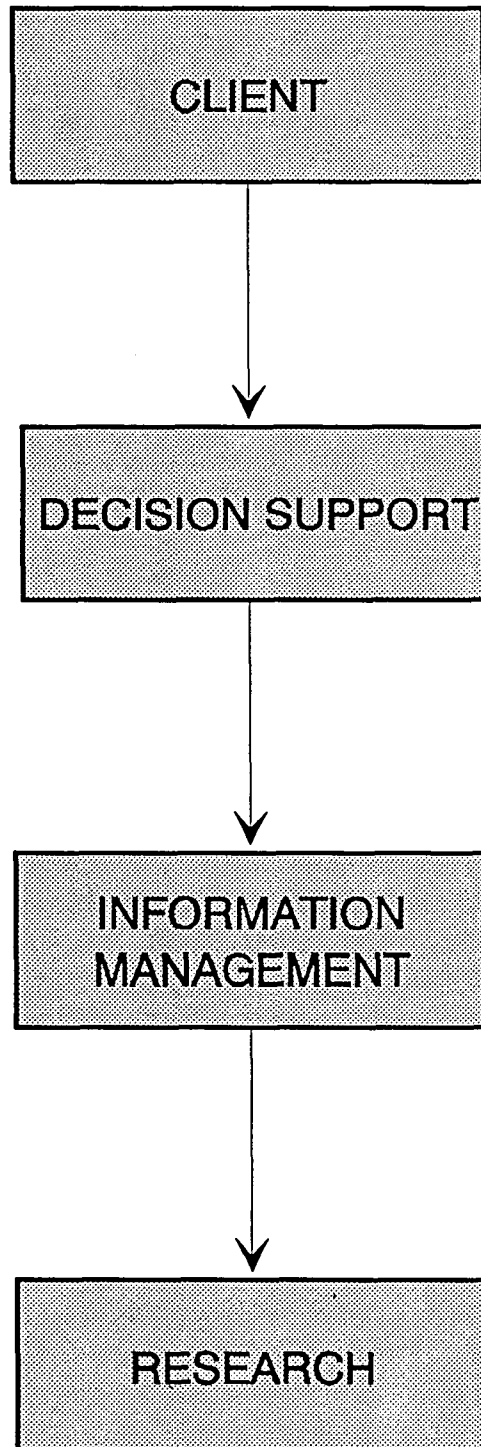 CLIENT
DECISION SUPPORT
INFORMATION
MANAGEMENT
RESEARCH